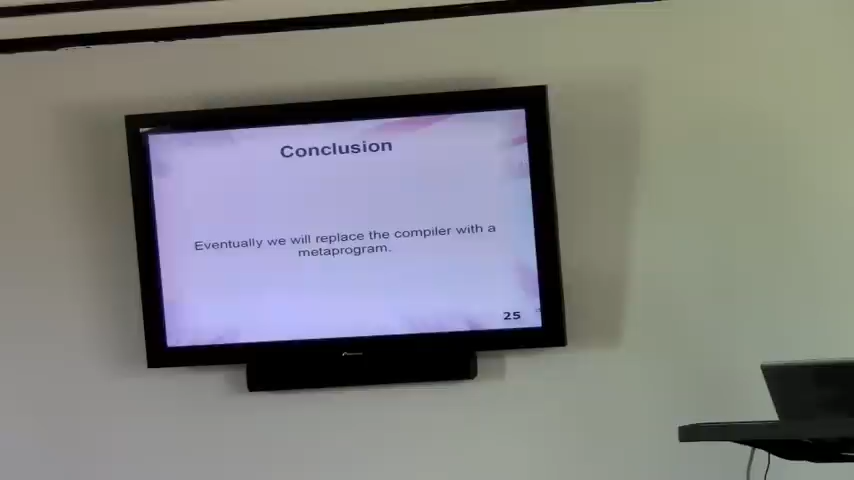 Conclusion
Eventually we will replace the compiler with a
metaprogram.
25